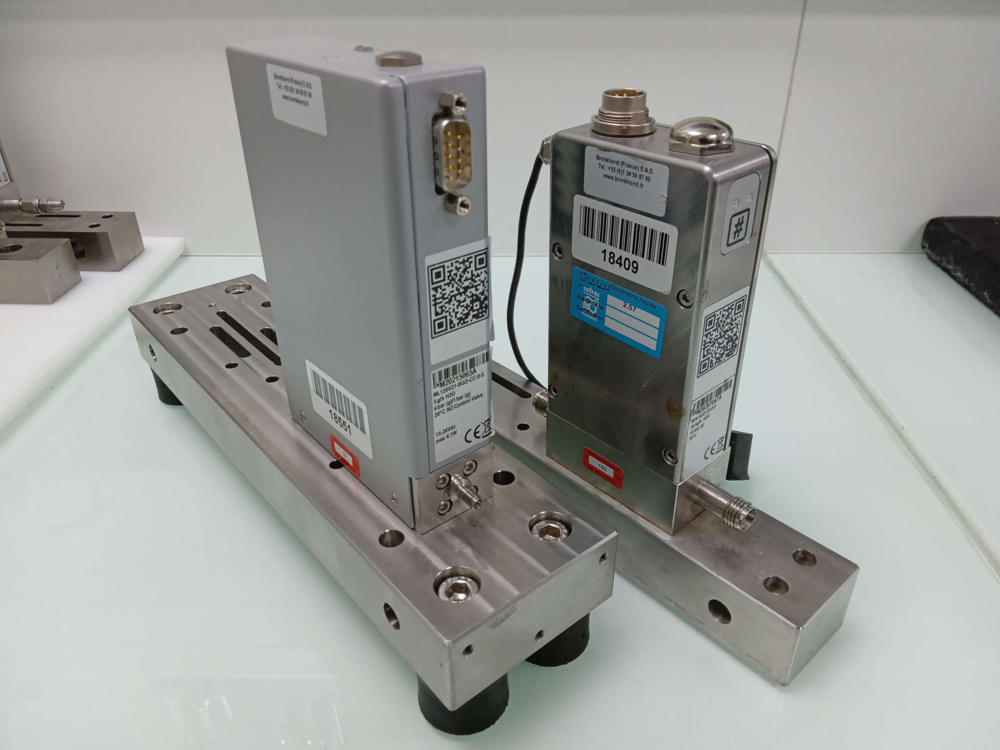 Bronkhorst (France) S.A.S.
Tel.: +33 (0)1 34 50 87 00
www.bronkhorst.fr
SNM20215065A
ML120V21-BGD-CC-0-S
5 g/h H2O
4 bar (g)/1 bar (g)
20°C NO Control Valve
15-24Vdc
max 4.1W
CE
18551
10
Bronkhorst (France) S.A.S.
Tel.: +33 (0)1 34 50 87 00
www.bronkhorst.fr
18409
CETIAT Débitmétrie liquide
n° cofrac 2.57
Etalonné le
Certificat n°
ETALONNAGE
#
SNM20207047A
M14-AGD-33-0-S
30 kg/h H2O
10 bar (a)
50°C
CE
160